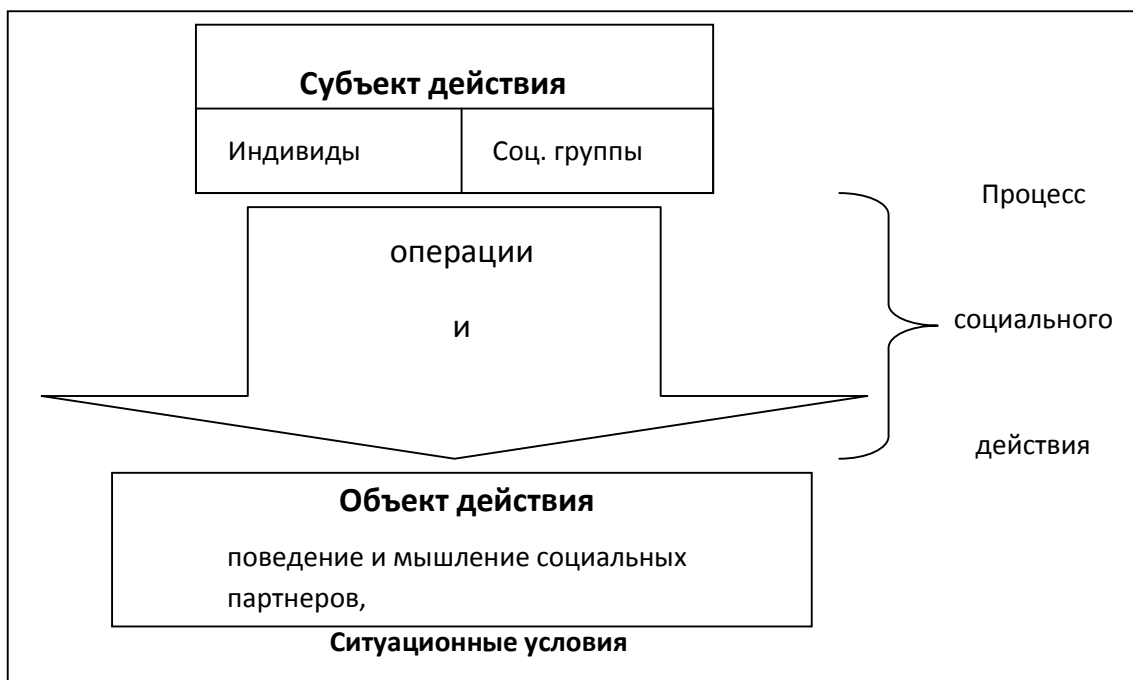 Субъект действия
Индивиды
Соц. группы
Процесс
операции
и
социального
действия
Объект действия
поведение и мышление социальных
партнеров,
Ситуационные условия